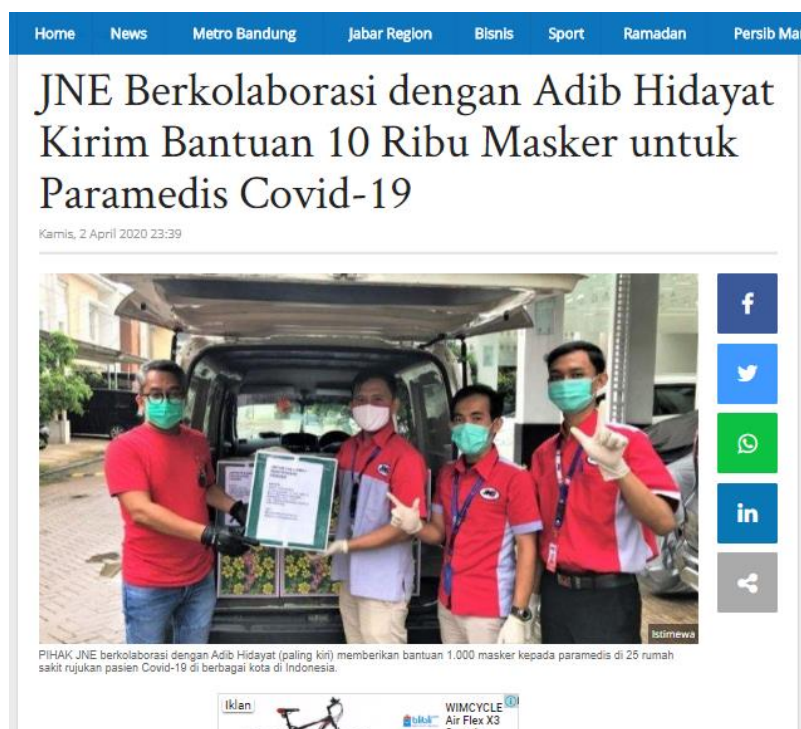 Home News Metro Bandung Jabar Region Bisnis Sport Ramadan Persib Ma
JNE Berkolaborasi dengan Adib Hidayat
Kirim Bantuan 10 Ribu Masker untuk
Paramedis Covid-19
Kamis, 2 April 2020 23:39
Istimewa
PIHAK JNE berkolaborasi dengan Adib Hidayat (paling kiri) memberikan bantuan 1.000 masker kepada paramedis di 25 rumah
sakit rujukan pasien Covid-19 di berbagai kota di Indonesia.
Iklan
blibli
WIMCYCLE
Air Flex X3